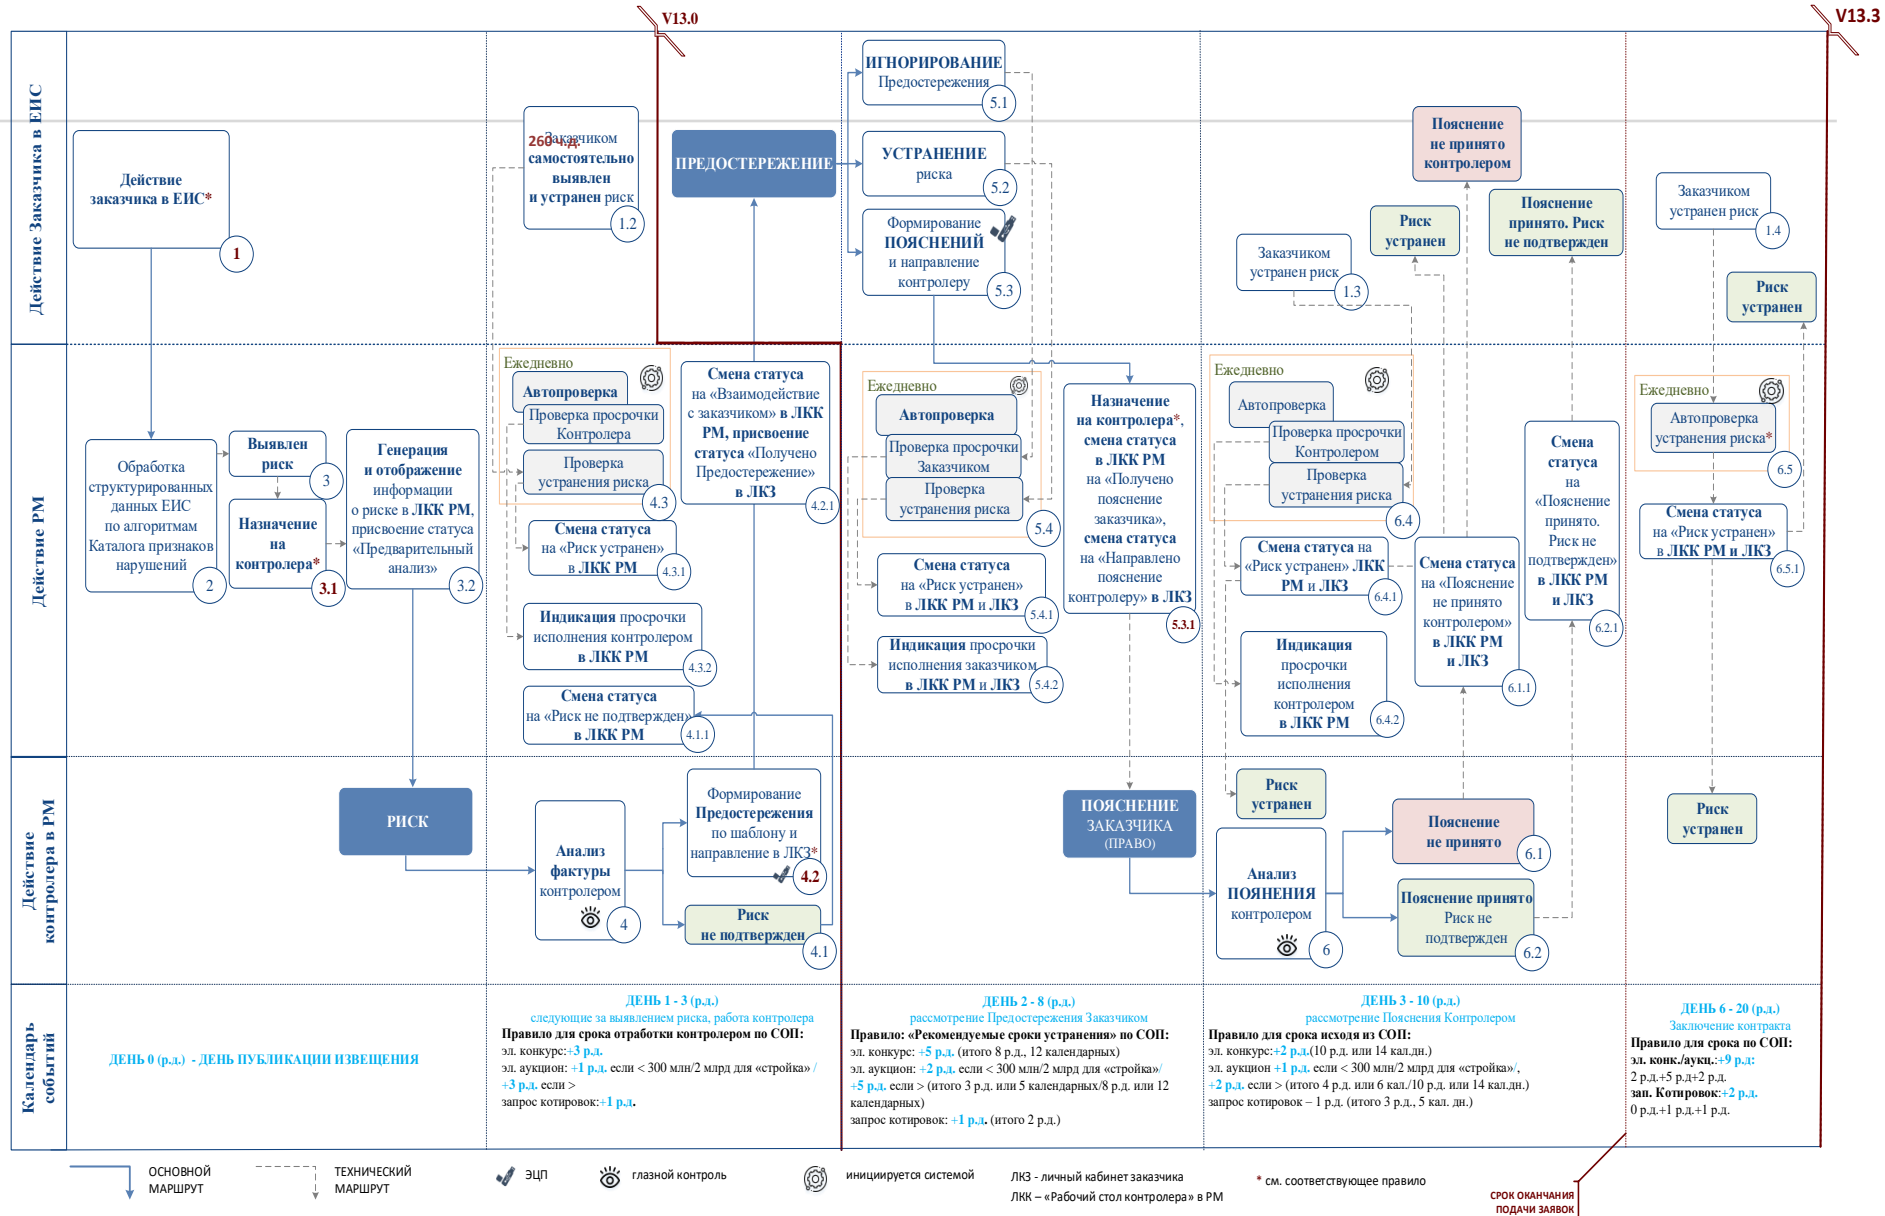 V13.0
V13.3
Действие Заказчика в ЕИС
Действие
заказчика в ЕИС*
1
260 ч.д.
Заказчиком
самостоятельно
выявлен
и устранен риск
1.2
ПРЕДОСТЕРЕЖЕНИЕ
ИГНОРИРОВАНИЕ
Предостережения
5.1
УСТРАНЕНИЕ
риска
5.2
Формирование
ПОЯСНЕНИЙ
и направление
контролеру
5.3
Заказчиком
устранен риск
1.3
Риск
устранен
Пояснение
не принято
контролером
Пояснение
принято. Риск
не подтвержден
Заказчиком
устранен риск
1.4
Риск
устранен
Действие РМ
Обработка
структурированных
данных ЕИС
по алгоритмам
Каталога признаков
нарушений
2
Выявлен
риск
3
Назначение
на
контролера*
3.1
Генерация
и отображение
информации
о риске в ЛКК РМ,
присвоение статуса
«Предварительный
анализ»
3.2
Ежедневно
Автопроверка
Проверка просрочки
Контролера
Проверка
устранения риска
4.3
Смена статуса
на «Риск устранен»
в ЛКК РМ
4.3.1
Индикация просрочки
исполнения контролером
в ЛКК РМ
4.3.2
Смена статуса
на «Риск не подтвержден»
в ЛКК РМ
4.1.1
Смена статуса
на «Взаимодействие
с заказчиком» в ЛКК
РМ, присвоение
статуса «Получено
Предостережение»
в ЛКЗ
4.2.1
Ежедневно
Автопроверка
Проверка просрочки
Заказчиком
Проверка
устранения риска
5.4
Смена статуса
на «Риск устранен»
в ЛКК РМ и ЛКЗ
5.4.1
Индикация просрочки
исполнения заказчиком
в ЛКК РМ и ЛКЗ
5.4.2
Назначение
на контролера*,
смена статуса
в ЛКК РМ
на «Получено
пояснение
заказчика»,
смена статуса
на «Направлено
пояснение
контролеру» в ЛКЗ
5.3.1
Ежедневно
Автопроверка
Проверка просрочки
Контролером
Проверка
устранения риска
6.4
Смена статуса на
«Риск устранен» ЛКК
РМ и ЛКЗ
6.4.1
Индикация
просрочки
исполнения
контролером
в ЛКК РМ
6.4.2
Смена статуса
на «Пояснение
не принято
контролером»
в ЛКК РМ
и ЛКЗ
6.1.1
Смена
статуса
на
«Пояснение
принято.
Риск не
подтвержден»
в ЛКК РМ
и ЛКЗ
6.2.1
Ежедневно
Автопроверка
устранения риска*
6.5
Смена статуса
на «Риск устранен»
в ЛКК РМ и ЛКЗ
6.5.1
Действие
контролера в РМ
РИСК
Анализ
фактуры
контролером
4
Формирование
Предостережения
по шаблону и
направление в ЛКЗ*
4.2
Риск
не подтвержден
4.1
ПОЯСНЕНИЕ
ЗАКАЗЧИКА
(ПРАВО)
Риск
устранен
Анализ
ПОЯНЕНИЯ
контролером
6
Пояснение
не принято
6.1
Пояснение принято
Риск не
подтвержден
6.2
Риск
устранен
Календарь
событий
ДЕНЬ 0 (р.д.) - ДЕНЬ ПУБЛИКАЦИИ ИЗВЕЩЕНИЯ
ДЕНЬ 1 - 3 (р.д.)
следующие за выявлением риска, работа контролера
Правило для срока отработки контролером по СОП:
эл. конкурс:+3 р.д.
эл. аукцион: +1 р.д. если < 300 млн/2 млрд для «стройка» /
+3 р.д. если >
запрос котировок:+1 р.д.
ДЕНЬ 2 - 8 (р.д.)
рассмотрение Предостережения Заказчиком
Правило: «Рекомендуемые сроки устранения» по СОП:
эл. конкурс: +5 р.д. (итого 8 р.д., 12 календарных)
эл. аукцион: +2 р.д. если < 300 млн/2 млрд для «стройка»/
+5 р.д. если > (итого 3 р.д. или 5 календарных/8 р.д. или 12
календарных)
запрос котировок: +1 р.д. (итого 2 р.д.)
ДЕНЬ 3 - 10 (р.д.)
рассмотрение Пояснения Контролером
Правило для срока исходя из СОП:
эл. конкурс:+2 р.д.(10 р.д. или 14 кал.дн.)
эл. аукцион +1 р.д. если < 300 млн/2 млрд для «стройка»/,
+2 р.д. если > (итого 4 р.д. или 6 кал./10 р.д. или 14 кал.дн.)
запрос котировок – 1 р.д. (итого 3 р.д., 5 кал. дн.)
ДЕНЬ 6 - 20 (р.д.)
Заключение контракта
Правило для срока по СОП:
эл. конк./аукц.:+9 р.д:
2 р.д.+5 р.д+2 р.д.
зап. Котировок:+2 р.д.
0 р.д.+1 р.д.+1 р.д.
ОСНОВНОЙ
МАРШРУТ
ТЕХНИЧЕСКИЙ
МАРШРУТ
ЭЦП
глазной контроль
инициируется системой
ЛКЗ - личный кабинет заказчика
ЛКК – «Рабочий стол контролера» в РМ
* см. соответствующее правило
СРОК ОКАНЧАНИЯ
ПОДАЧИ ЗАЯВОК